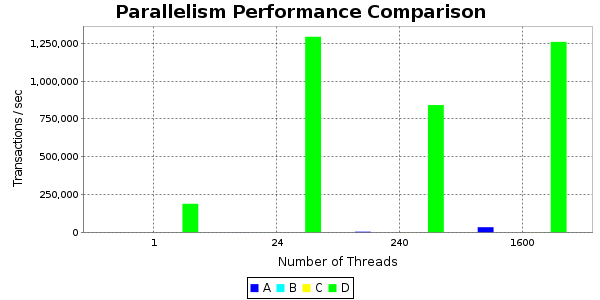 Parallelism Performance Comparison
Transactions / sec
1,250,000
1,000,000
750,000
500,000
250,000
0
1 24 240 1600
Number of Threads
A B C D